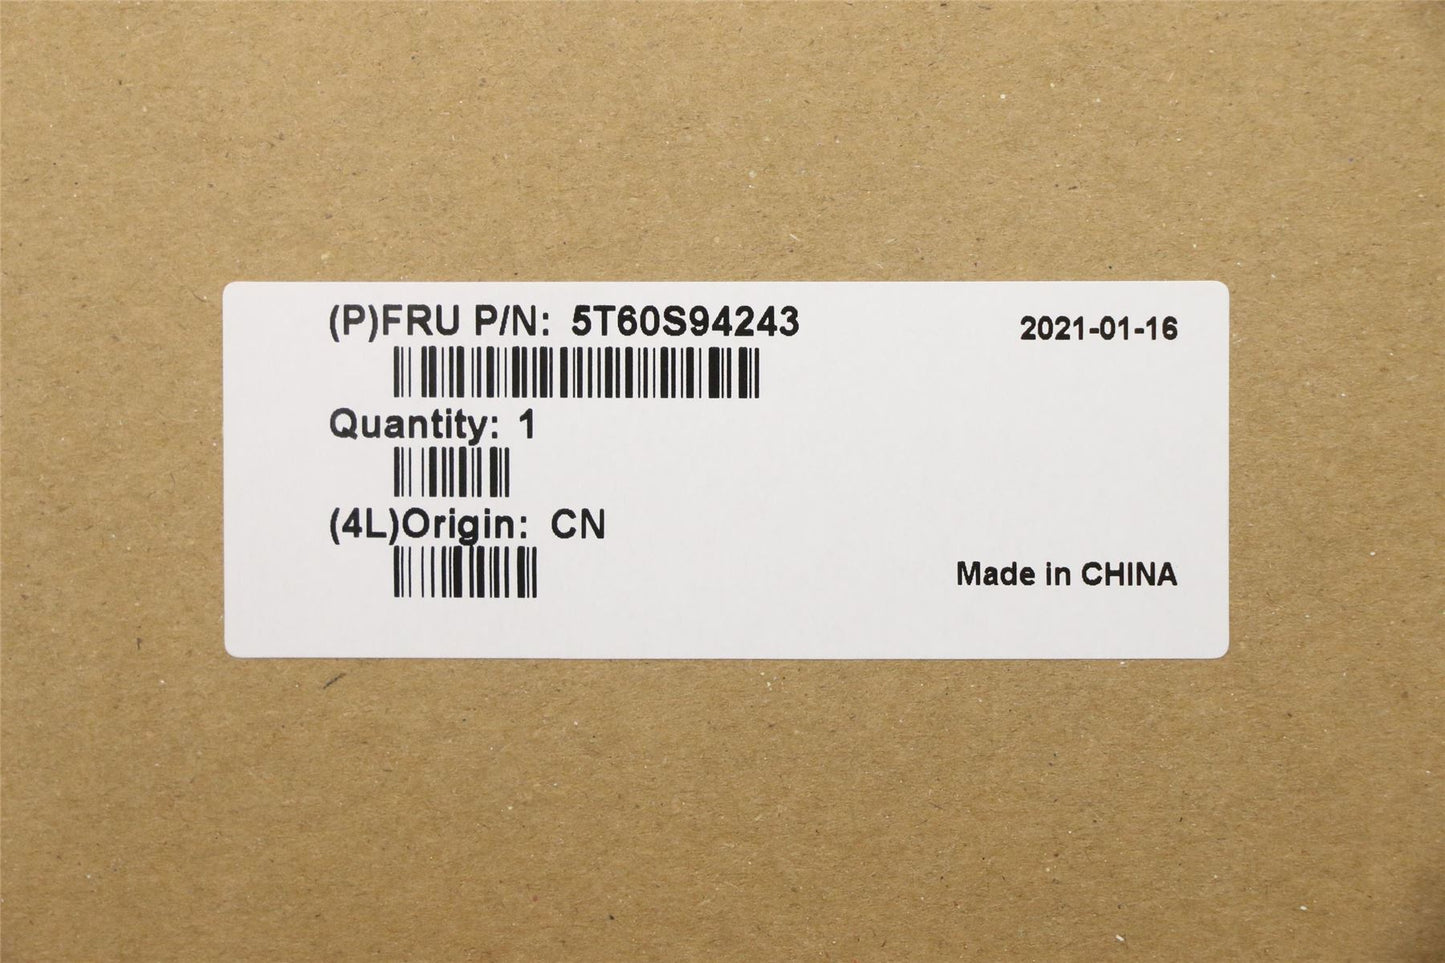 (P)FRU P/N: 5T60S94243
2021-01-16
Quantity: 1
(4L)Origin: CN
Made in CHINA